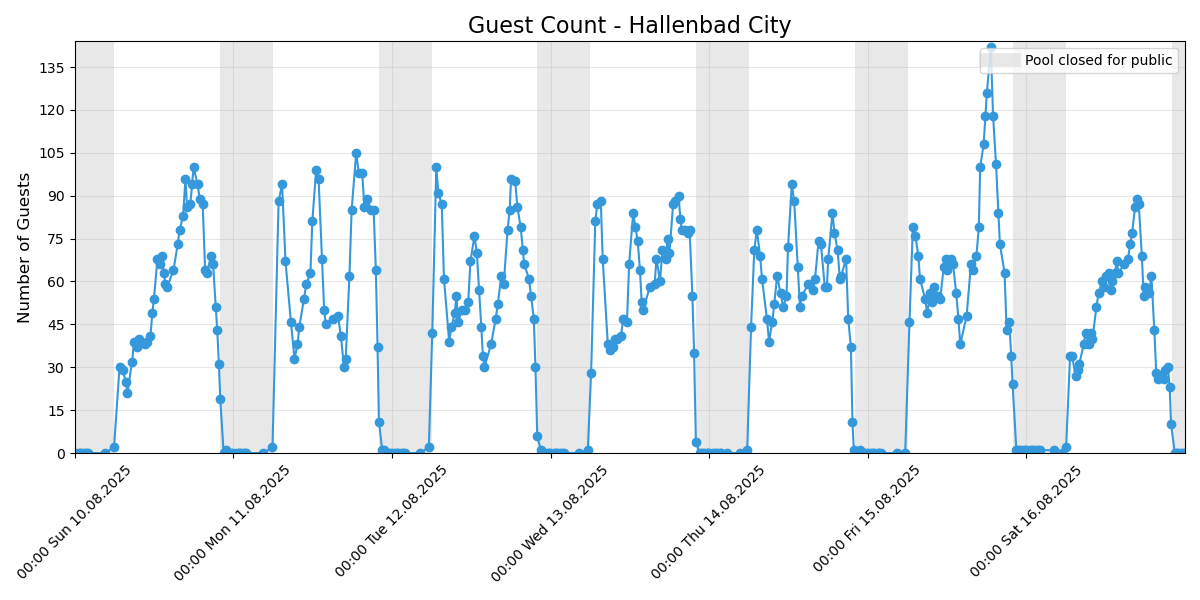 Guest Count - Hallenbad City
Pool closed for public
Number of Guests
135
120
105
90
75
60
45
30
15
0
00:00 Sun 10.08.2025
00:00 Mon 11.08.2025
00:00 Tue 12.08.2025
00:00 Wed 13.08.2025
00:00 Thu 14.08.2025
00:00 Fri 15.08.2025
00:00 Sat 16.08.2025